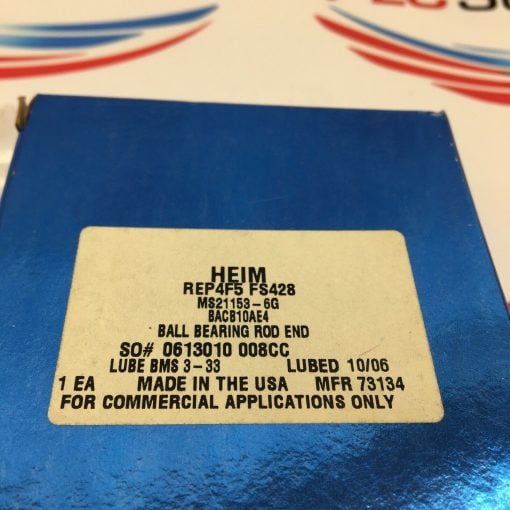 HEIM
REP4F5 FS428
MS21153-6G
BACB10AE4
BALL BEARING ROD END
SO# 0613010 008CC
LUBE BMS 3-33 LUBED 10/06
1 EA MADE IN THE USA MFR 73134
FOR COMMERCIAL APPLICATIONS ONLY